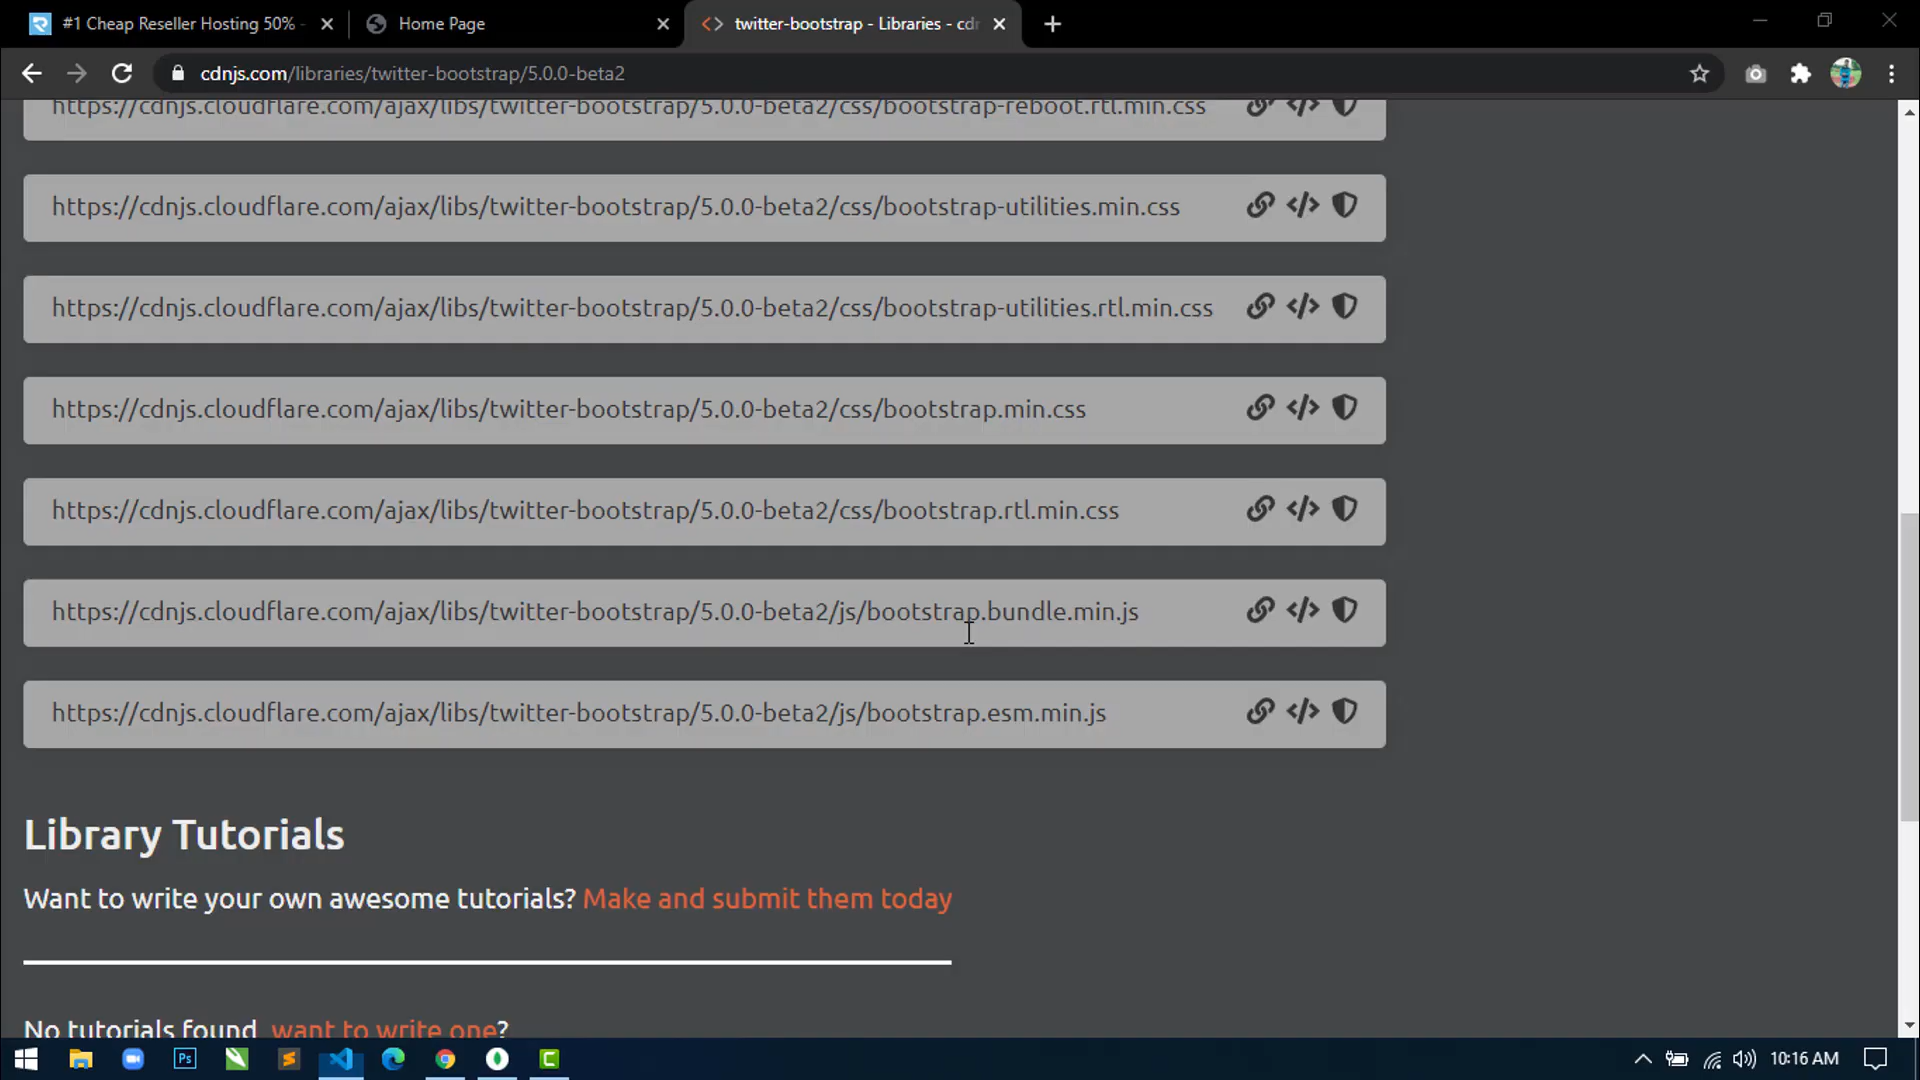 #1 Cheap Reseller Hosting 50% -
Home Page
twitter-bootstrap - Libraries - cdn
cdnjs.com/libraries/twitter-bootstrap/5.0.0-beta2
https://cdnjs.cloudflare.com/ajax/libs/twitter-bootstrap/5.0.0-beta2/css/bootstrap-reboot.rtl.min.css
https://cdnjs.cloudflare.com/ajax/libs/twitter-bootstrap/5.0.0-beta2/css/bootstrap-utilities.min.css
https://cdnjs.cloudflare.com/ajax/libs/twitter-bootstrap/5.0.0-beta2/css/bootstrap-utilities.rtl.min.css
https://cdnjs.cloudflare.com/ajax/libs/twitter-bootstrap/5.0.0-beta2/css/bootstrap.min.css
https://cdnjs.cloudflare.com/ajax/libs/twitter-bootstrap/5.0.0-beta2/css/bootstrap.rtl.min.css
https://cdnjs.cloudflare.com/ajax/libs/twitter-bootstrap/5.0.0-beta2/js/bootstrap.bundle.min.js
https://cdnjs.cloudflare.com/ajax/libs/twitter-bootstrap/5.0.0-beta2/js/bootstrap.esm.min.js
Library Tutorials
Want to write your own awesome tutorials? Make and submit them today
No tutorials found, want to write one?
Ps
10:16 AM